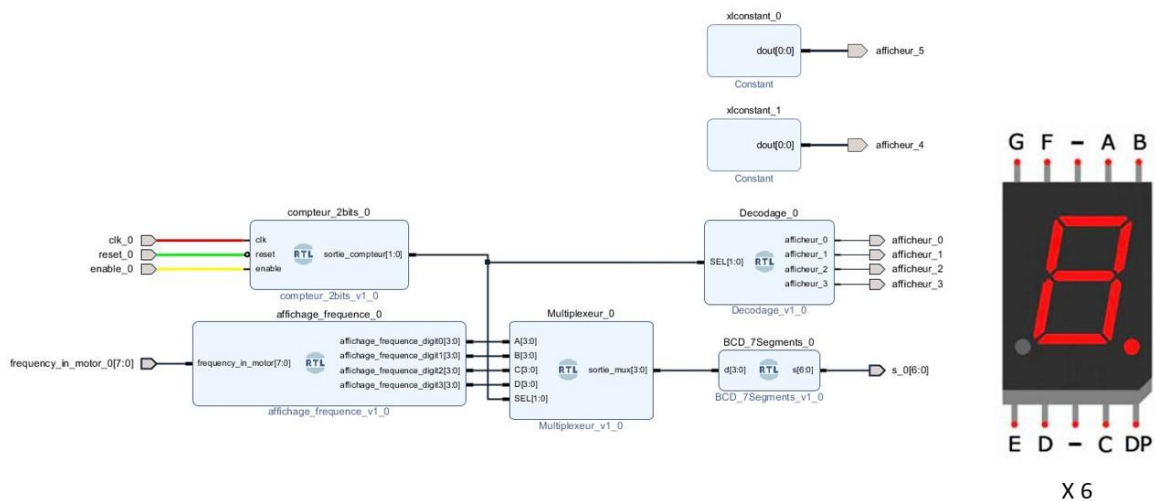 xlconstant_0
dout[0:0]
afficheur_5
Constant
xlconstant_1
dout[0:0]
afficheur_4
Constant
compteur_2bits_0
clk_0
reset_0
enable_0
clk
reset
enable
RTL
sortie_compteur[1:0]
compteur_2bits_v1_0
Decodage_0
SEL[1:0]
RTL
afficheur_0
afficheur_1
afficheur_2
afficheur_3
afficheur_0
afficheur_1
afficheur_2
afficheur_3
Decodage_v1_0
affichage_frequence_0
frequency_in_motor_0[7:0]
frequency_in_motor[7:0]
RTL
affichage_frequence_digit0[3:0]
affichage_frequence_digit1[3:0]
affichage_frequence_digit2[3:0]
affichage_frequence_digit3[3:0]
affichage_frequence_v1_0
Multiplexeur_0
A[3:0]
B[3:0]
C[3:0]
D[3:0]
SEL[1:0]
RTL
sortie_mux[3:0]
Multiplexeur_v1_0
BCD_7Segments_0
d[3:0]
RTL
s[6:0]
s_0[6:0]
BCD_7Segments_v1_0
G F - A B
E D - C DP
X 6